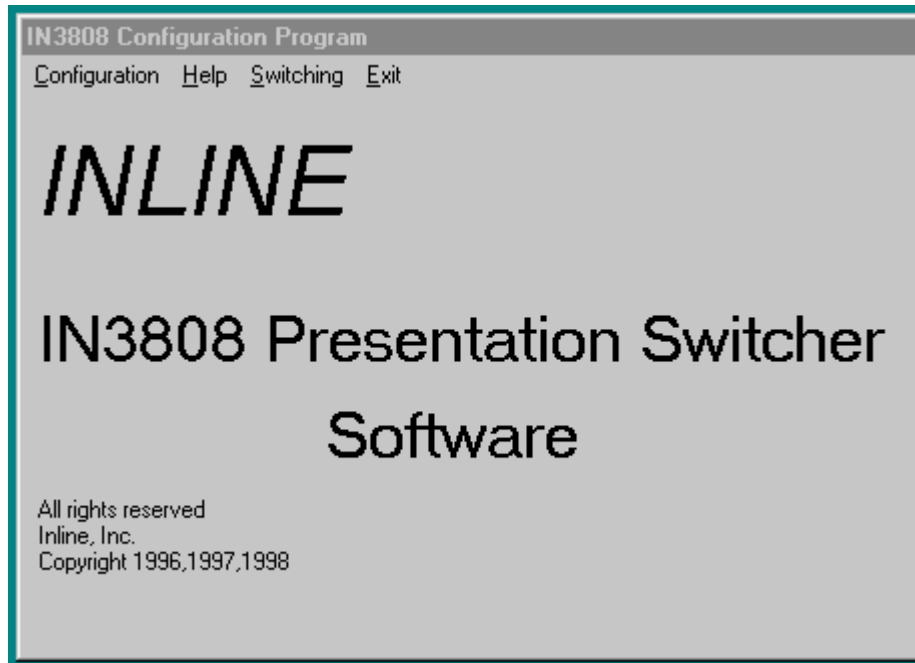 IN3808 Configuration Program
Configuration Help Switching Exit
INLINE
IN3808 Presentation Switcher
Software
All rights reserved
Inline, Inc.
Copyright 1996,1997,1998